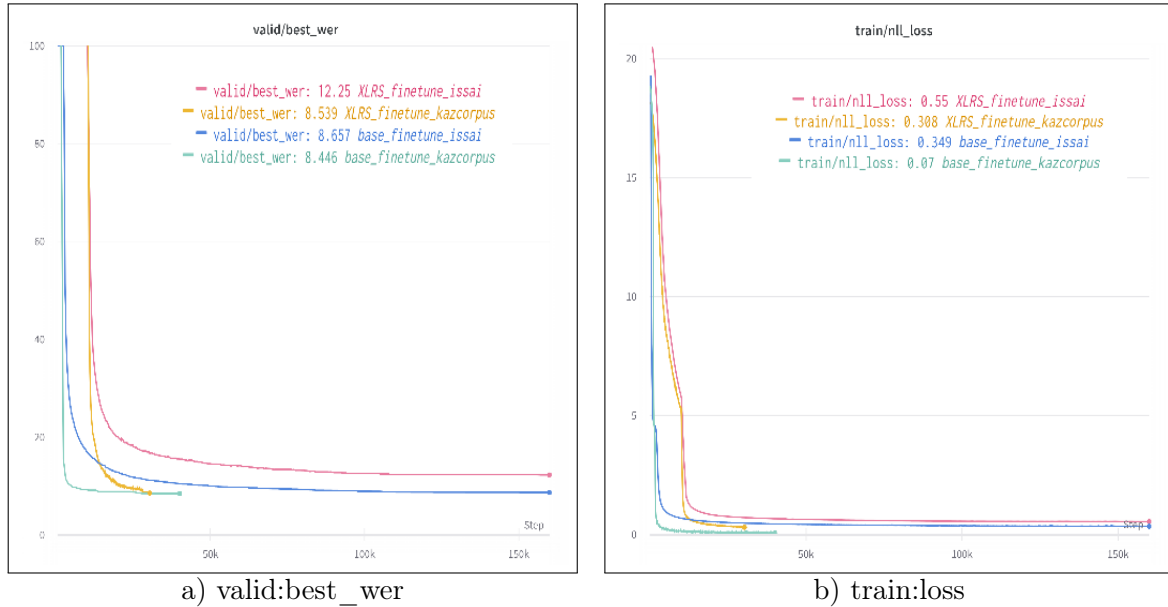 valid/best_wer
100
80
60
40
20
0
valid/best_wer: 12.25 XLRS_finetune_issai
valid/best_wer: 8.539 XLRS_finetune_kazcorpus
valid/best_wer: 8.657 base_finetune_issai
valid/best_wer: 8.446 base_finetune_kazcorpus
Step
50k
100k
150k
a) valid:best_wer
train/nll_loss
20
15
10
5
0
train/nll_loss: 0.55 XLRS_finetune_issai
train/nll_loss: 0.308 XLRS_finetune_kazcorpus
train/nll_loss: 0.349 base_finetune_issai
train/nll_loss: 0.07 base_finetune_kazcorpus
Step
50k
100k
150k
b) train:loss